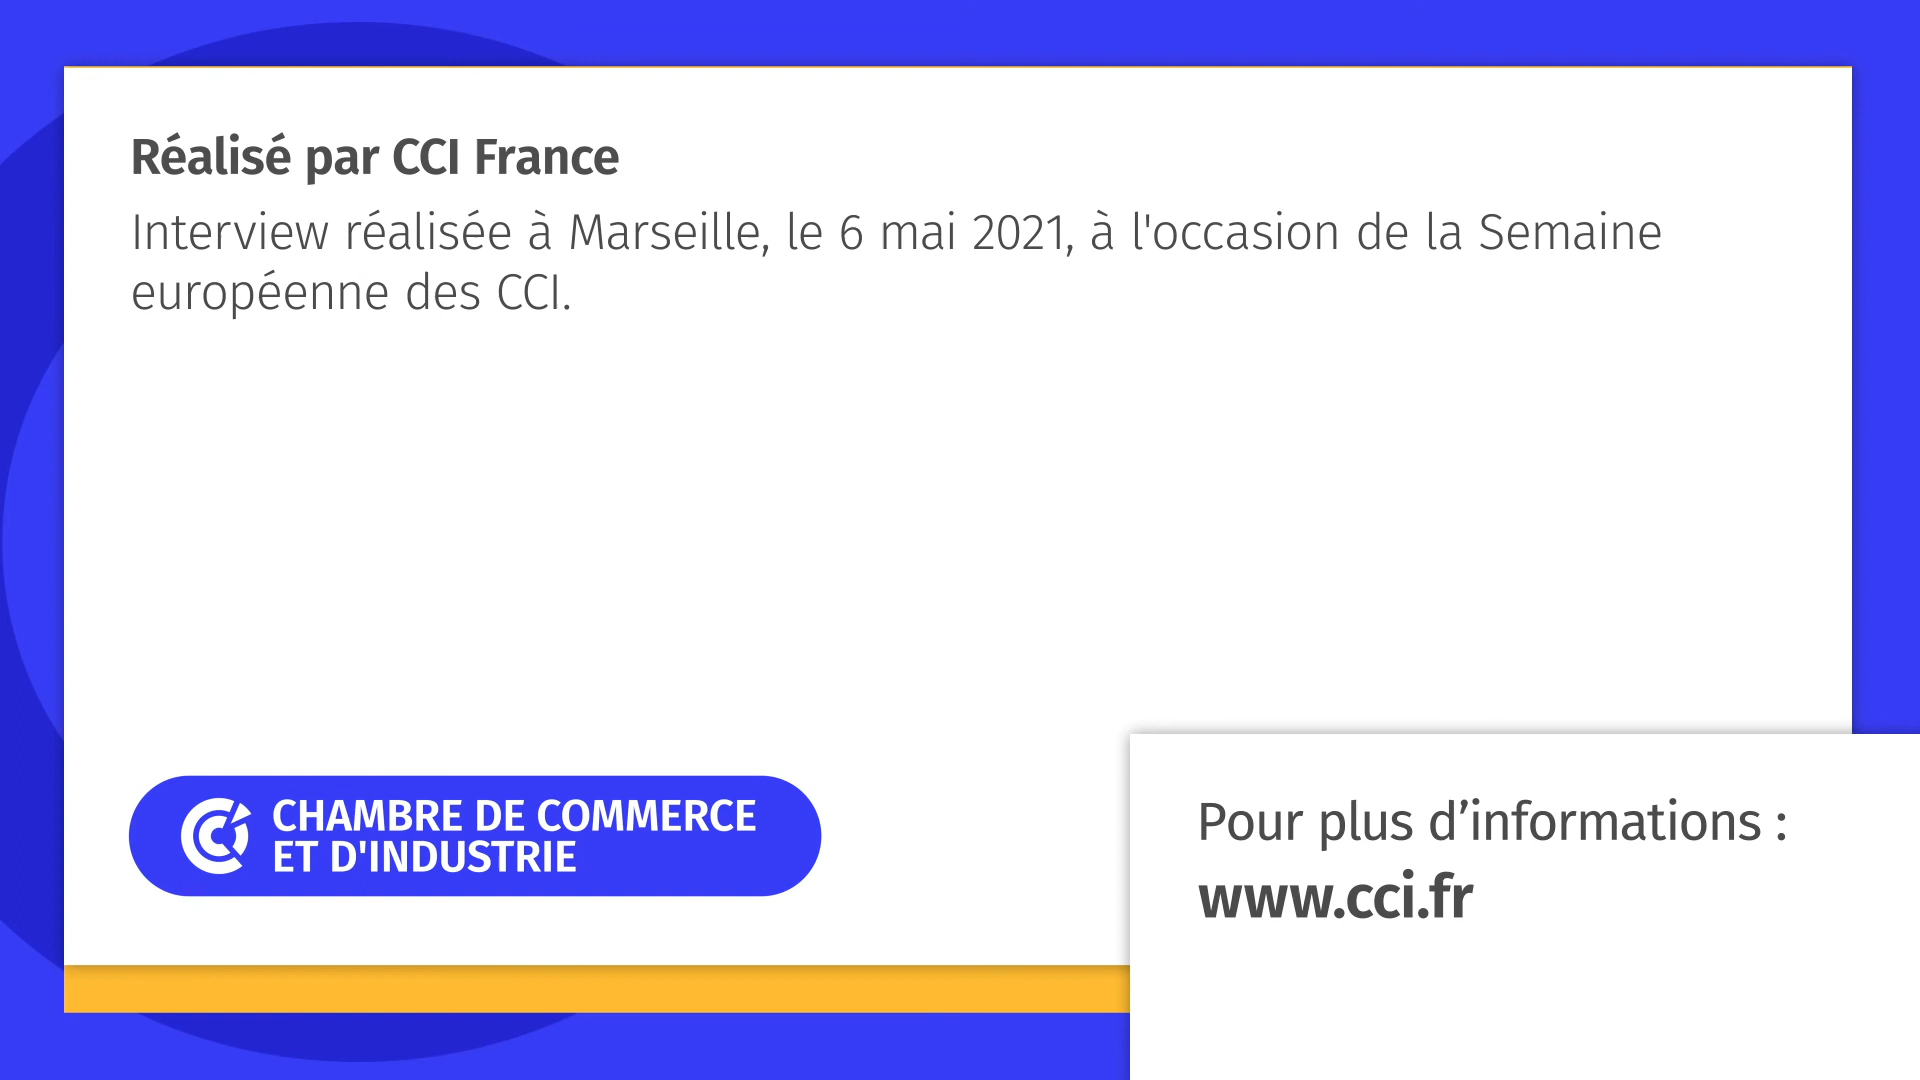 Réalisé par CCI France
Interview réalisée à Marseille, le 6 mai 2021, à l'occasion de la Semaine
européenne des CCI.
CHAMBRE DE COMMERCE
ET D'INDUSTRIE
Pour plus d’informations :
www.cci.fr